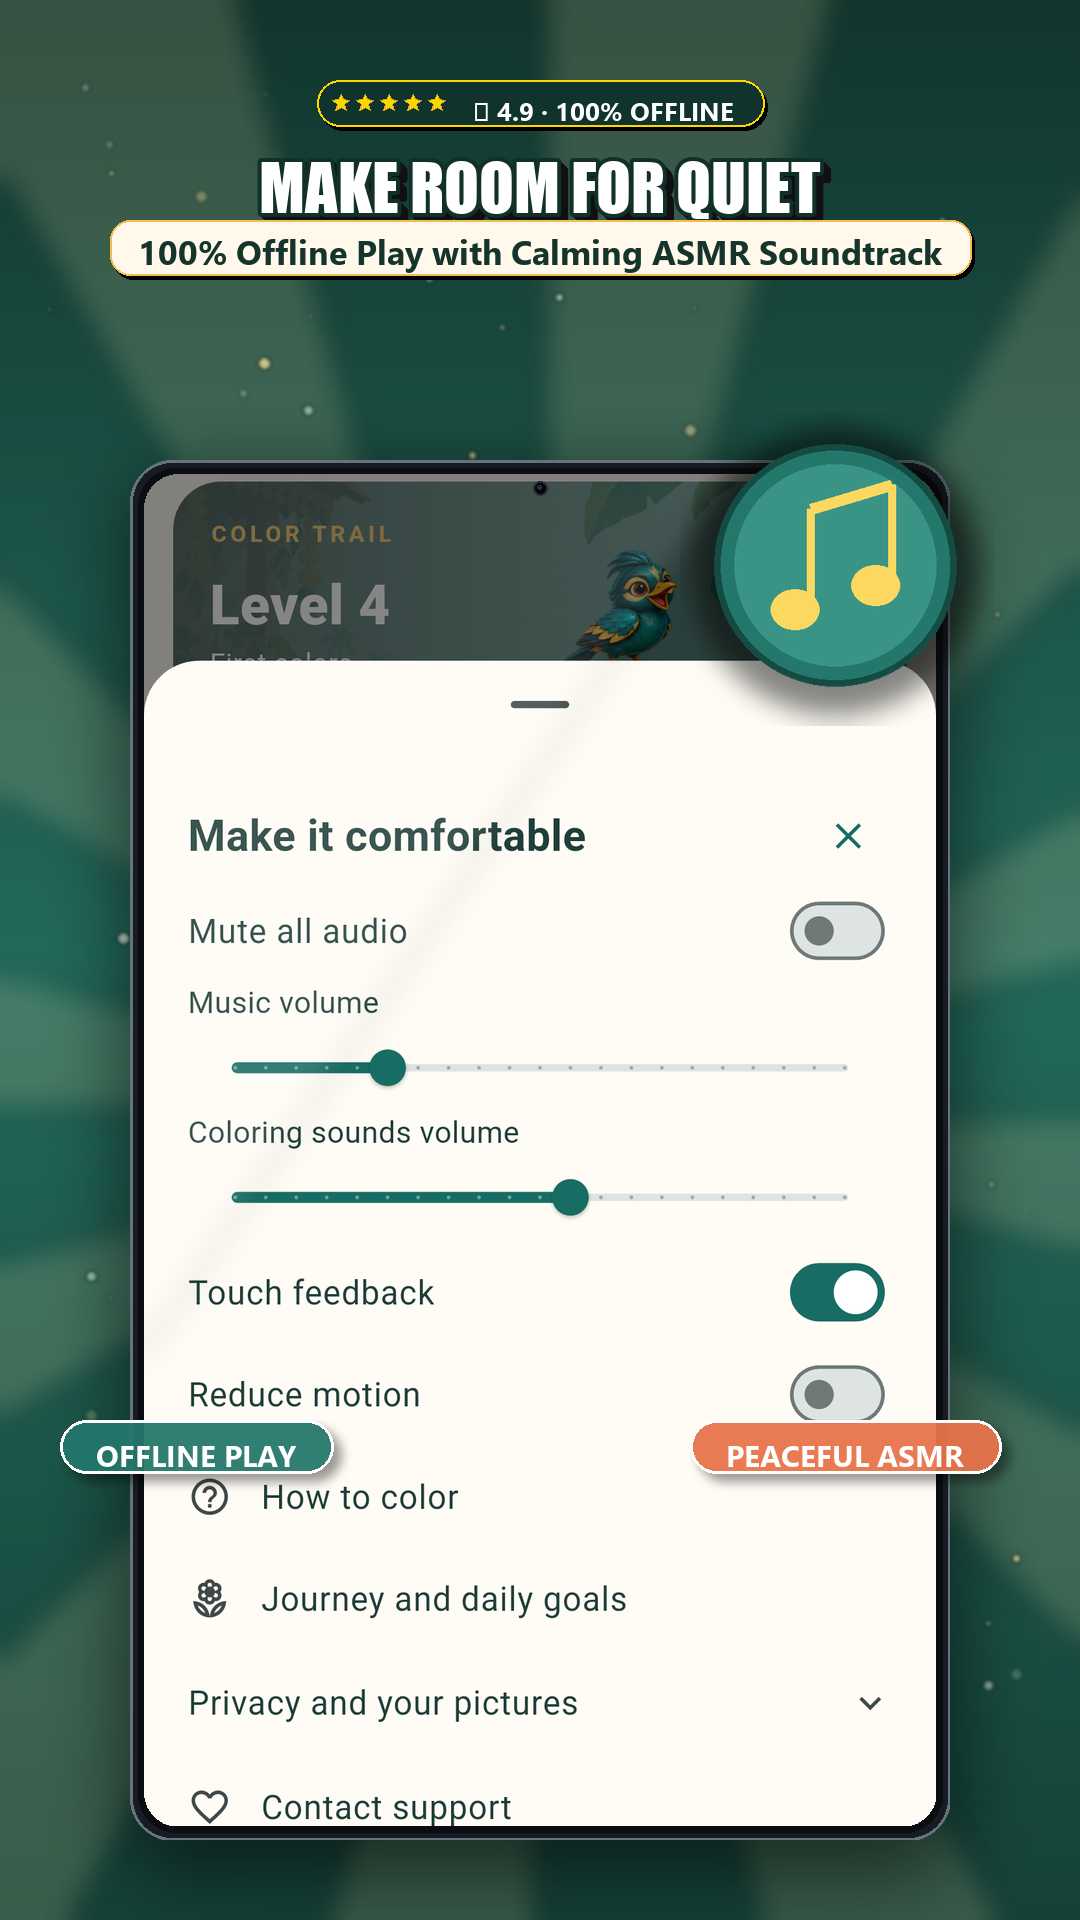 4.9 · 100% OFFLINE
MAKE ROOM FOR QUIET
100% Offline Play with Calming ASMR Soundtrack
COLOR TRAIL
Level 4
First colors
Make it comfortable
Mute all audio
Music volume
Coloring sounds volume
Touch feedback
Reduce motion
OFFLINE PLAY
PEACEFUL ASMR
How to color
Journey and daily goals
Privacy and your pictures
Contact support